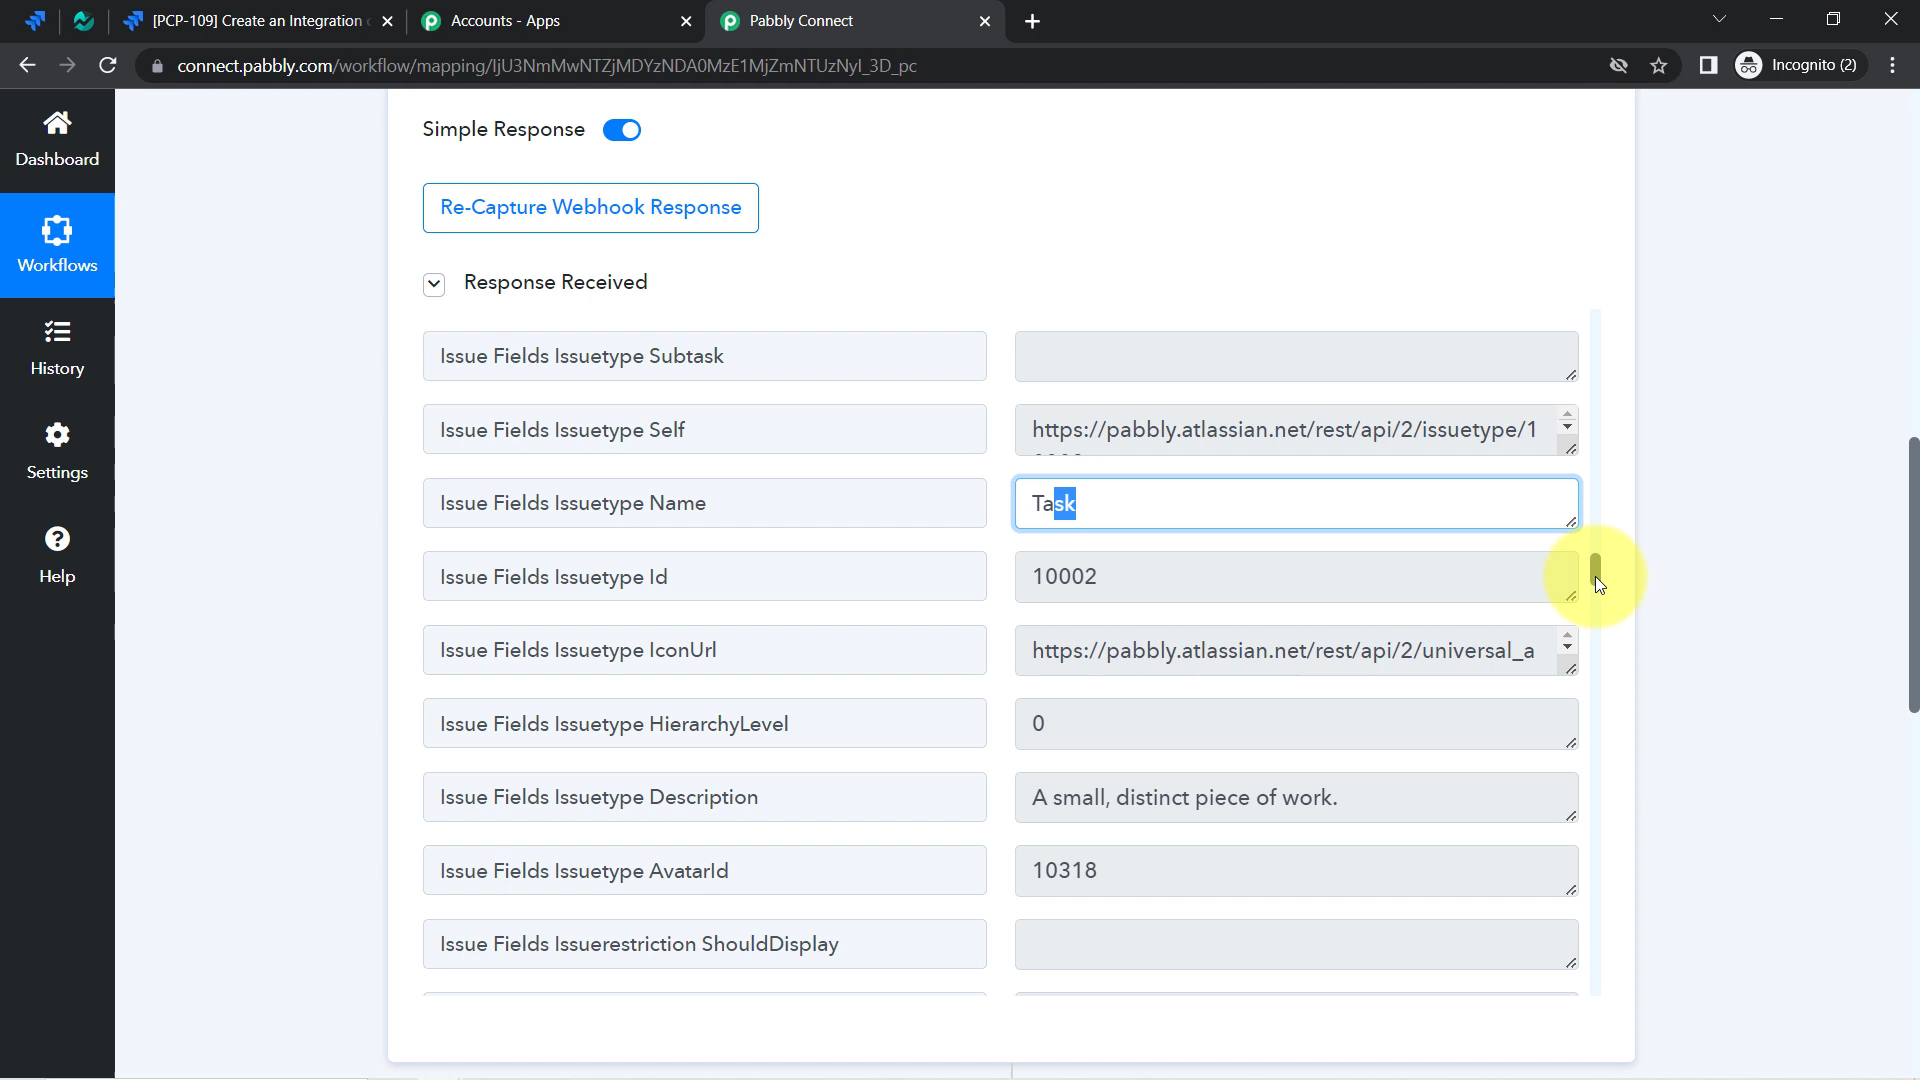 [PCP-109] Create an Integration
Accounts - Apps
Pabbly Connect
connect.pabbly.com/workflow/mapping/IjU3NmMwNTZjMDYzNDA0MzE1MjZmNTUzNyI_3D_pc
Incognito (2)
Dashboard
Workflows
History
Settings
Help
Simple Response
Re-Capture Webhook Response
Response Received
Issue Fields Issuetype Subtask
Issue Fields Issuetype Self
https://pabbly.atlassian.net/rest/api/2/issuetype/1
Issue Fields Issuetype Name
Task
Issue Fields Issuetype Id
10002
Issue Fields Issuetype IconUrl
https://pabbly.atlassian.net/rest/api/2/universal_a
Issue Fields Issuetype HierarchyLevel
0
Issue Fields Issuetype Description
A small, distinct piece of work.
Issue Fields Issuetype AvatarId
10318
Issue Fields Issuerestriction ShouldDisplay